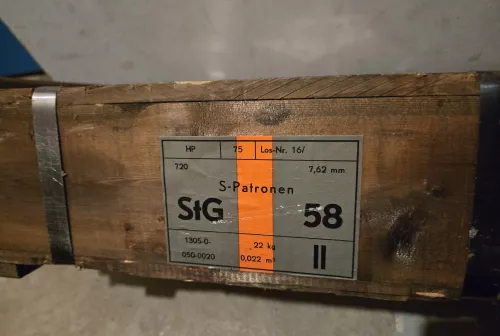 HP 75 Los-Nr. 16/
720 7,62 mm
S-Patronen
StG 58
1305-0- 22 kg
050-0020 0,022 m³ II